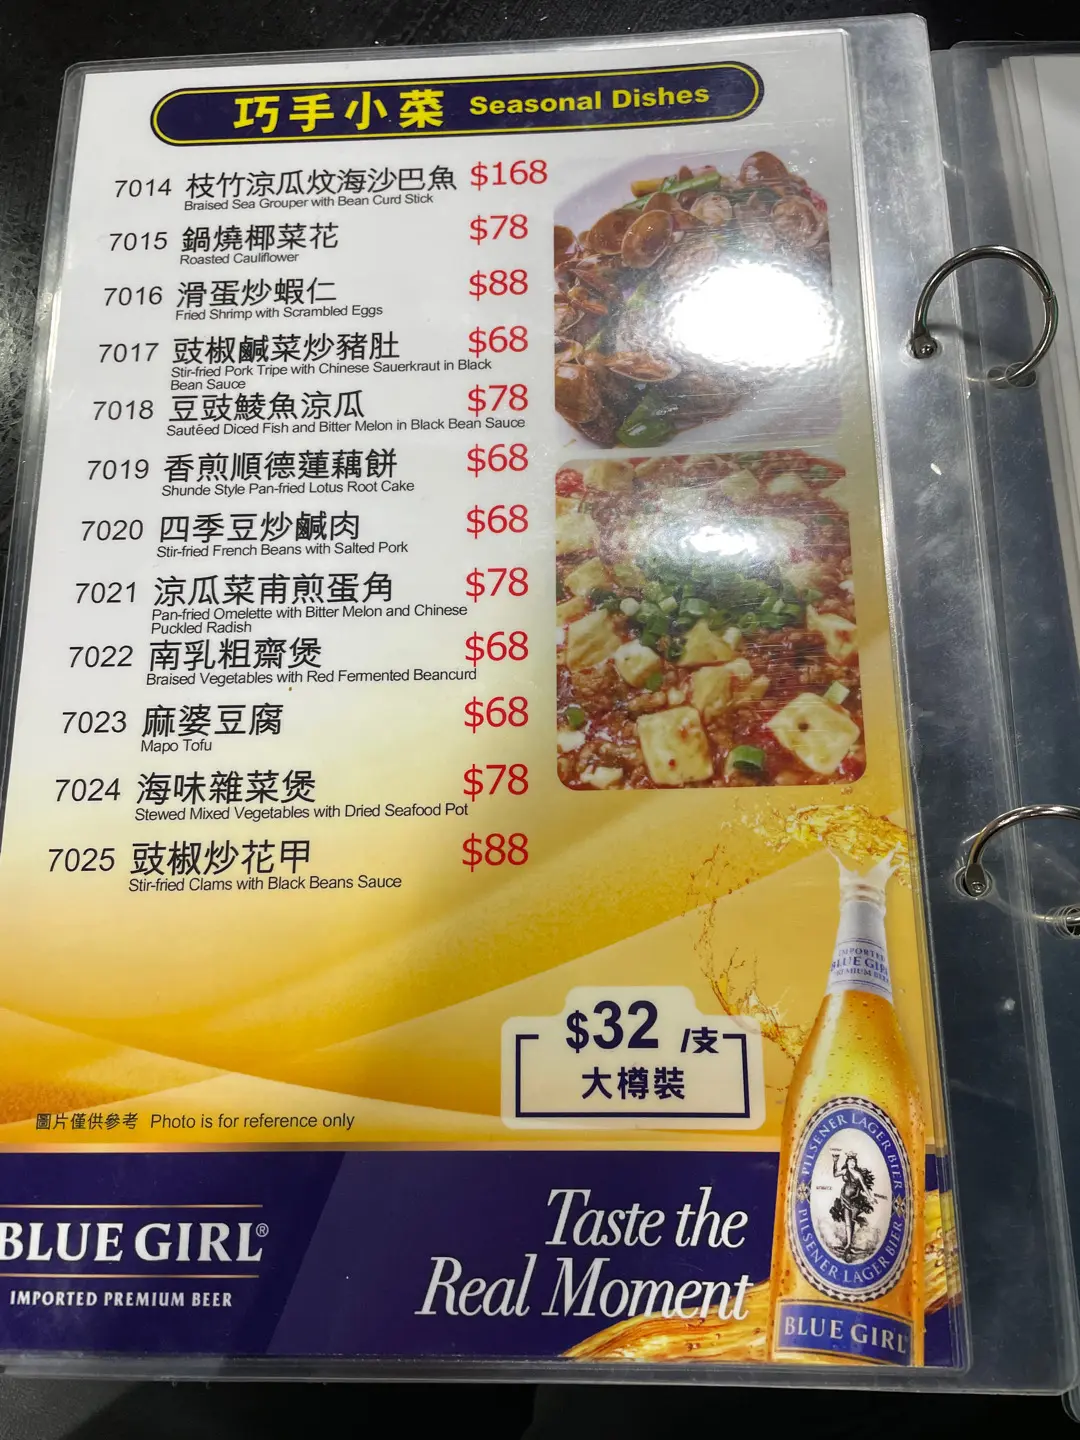 巧手小菜 Seasonal Dishes
7014 枝竹涼瓜炆海沙巴魚 $168
Braised Sea Grouper with Bean Curd Stick
7015 鍋燒椰菜花 $78
Roasted Cauliflower
7016 滑蛋炒蝦仁 $88
Fried Shrimp with Scrambled Eggs
7017 豉椒鹹菜炒豬肚 $68
Stir-fried Pork Tripe with Chinese Sauerkraut in Black
Bean Sauce
7018 豆豉鯪魚涼瓜 $78
Sautéed Diced Fish and Bitter Melon in Black Bean Sauce
7019 香煎順德蓮藕餅 $68
Shunde Style Pan-fried Lotus Root Cake
7020 四季豆炒鹹肉 $68
Stir-fried French Beans with Salted Pork
7021 涼瓜菜甫煎蛋角 $78
Pan-fried Omelette with Bitter Melon and Chinese
Puckled Radish
7022 南乳粗齋煲 $68
Braised Vegetables with Red Fermented Beancurd
7023 麻婆豆腐 $68
Mapo Tofu
7024 海味雜菜煲 $78
Stewed Mixed Vegetables with Dried Seafood Pot
7025 豉椒炒花甲 $88
Stir-fried Clams with Black Beans Sauce
IMPORTED
BLUE GIRL
PREMIUM BEER
$32 /支
大樽裝
圖片僅供參考 Photo is for reference only
PILSENER LAGER BIER
PILSENER LAGER BIER
BLUE GIRL®
IMPORTED PREMIUM BEER
Taste the
Real Moment
BLUE GIRL